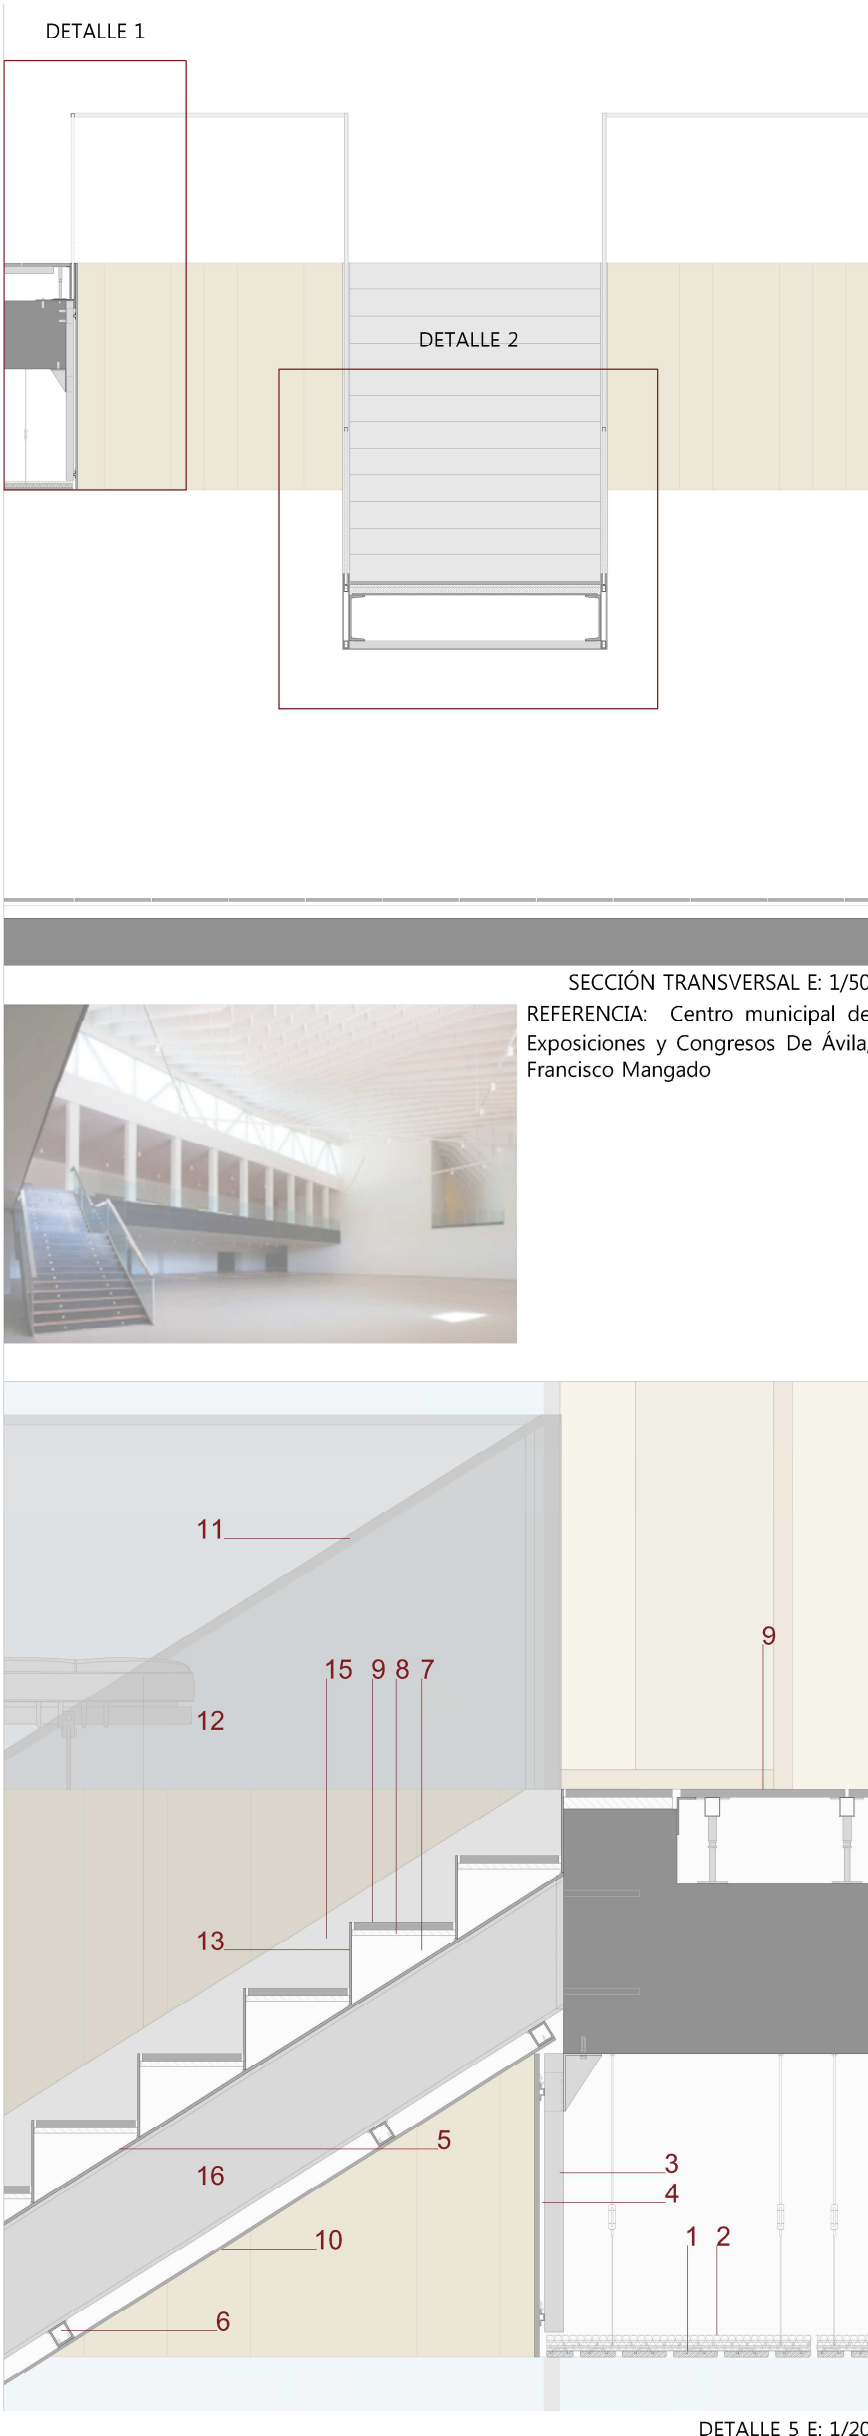 DETALLE 1
DETALLE 2
SECCIÓN TRANSVERSAL E: 1/50
REFERENCIA: Centro municipal de
Exposiciones y Congresos De Ávila,
Francisco Mangado
11
9
15 9 8 7
12
13
5
3
16
4
10
1 2
6
DETALLE 5 E: 1/20